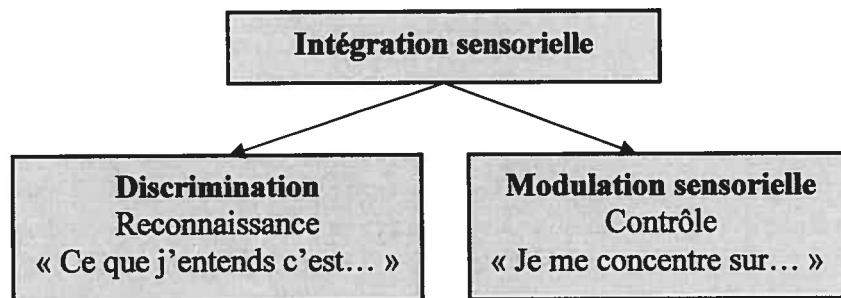 Intégration sensorielle
Discrimination
Reconnaissance
« Ce que j'entends c'est… »
Modulation sensorielle
Contrôle
« Je me concentre sur… »